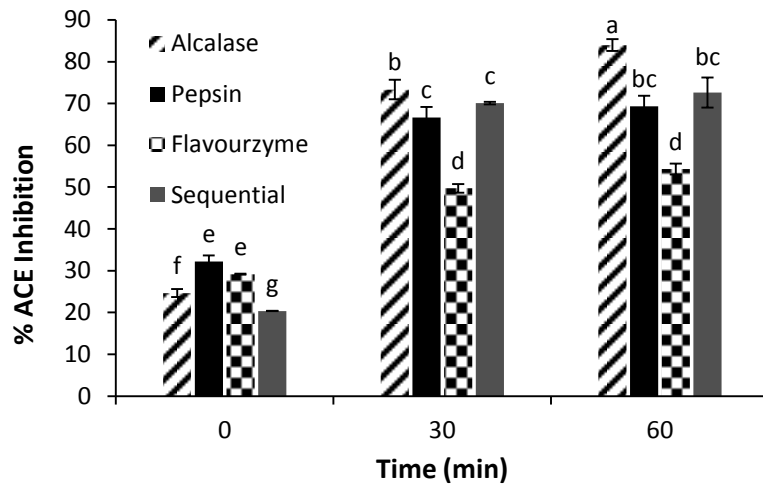 % ACE Inhibition
90
80
70
60
50
40
30
20
10
0
Alcalase
Pepsin
Flavourzyme
Sequential
f
e
e
g
b
c
d
c
a
bc
d
bc
0
30
60
Time (min)